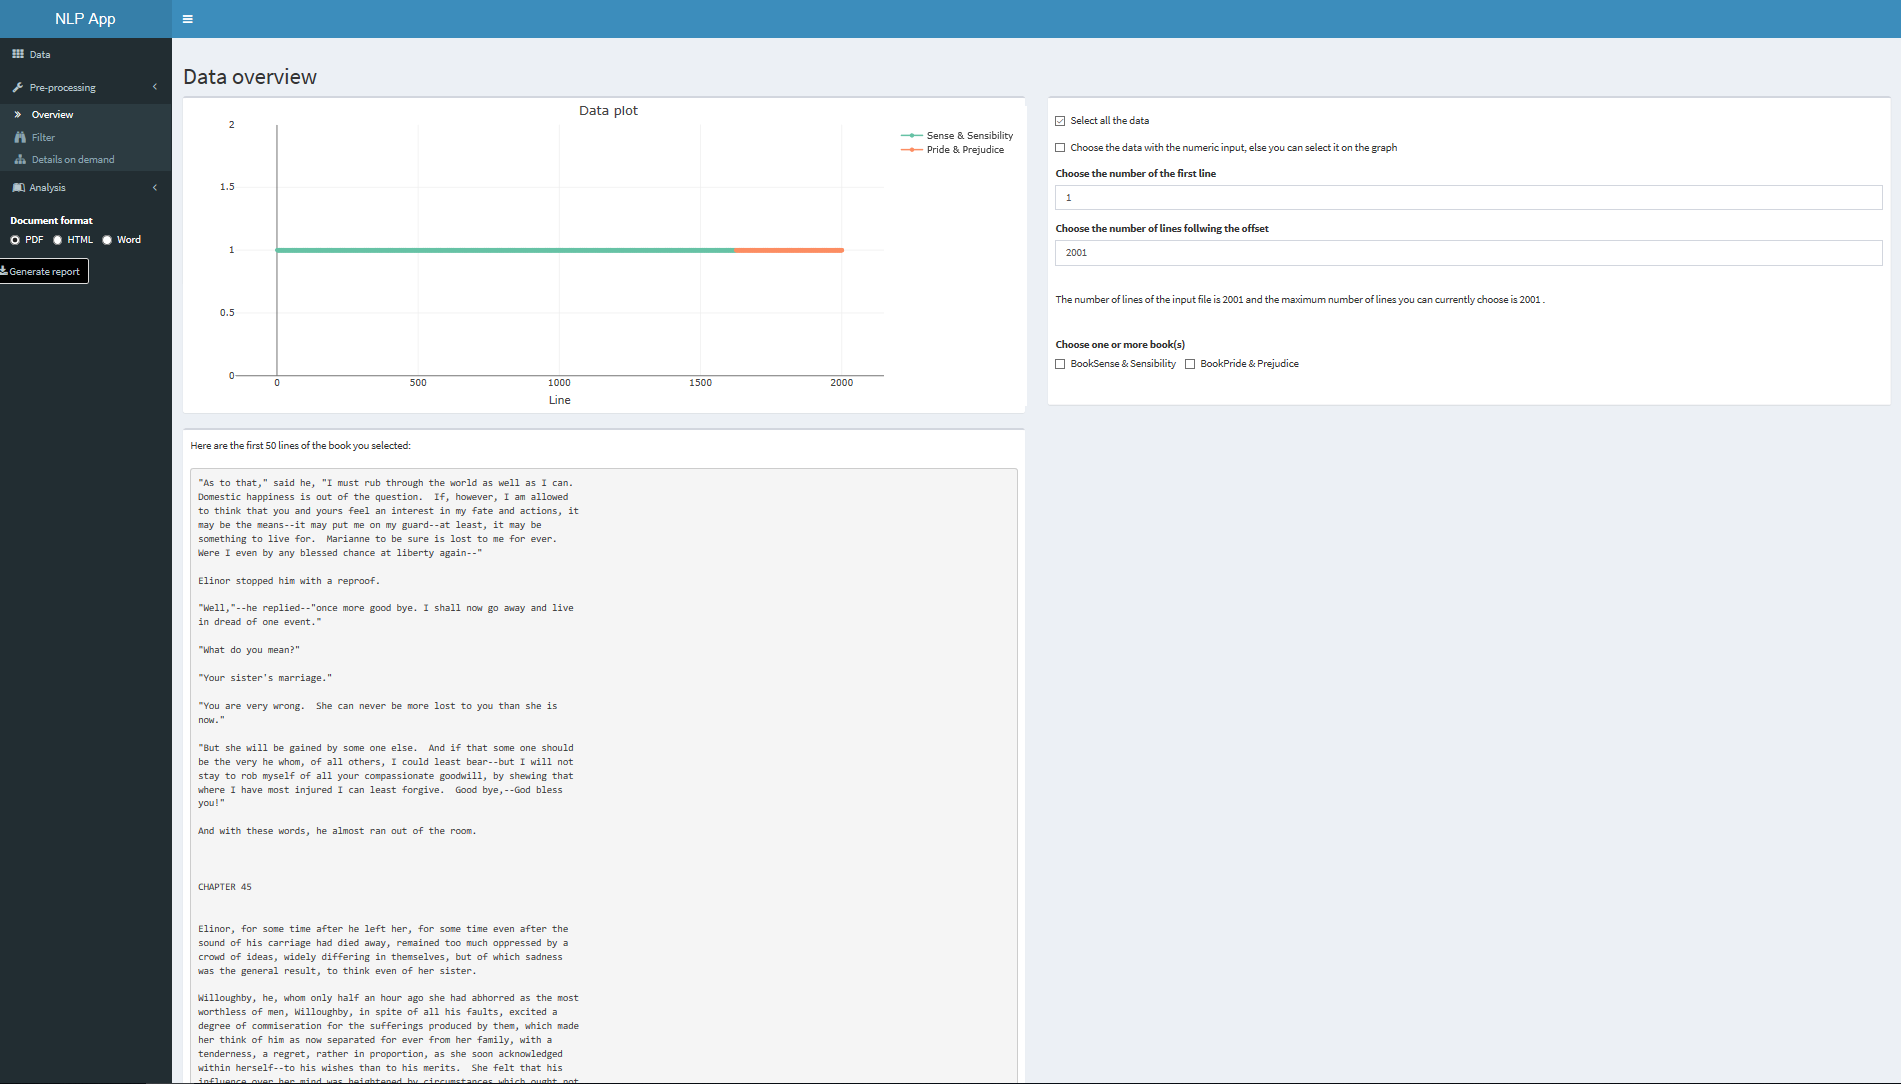 NLP App
Data
Pre-processing
Overview
Filter
Details on demand
Analysis
Document format
PDF HTML Word
Generate report
Data overview
Data plot
2
1.5
1
0.5
0
0 500 1000 1500 2000
Line
Sense & Sensibility
Pride & Prejudice
Select all the data
Choose the data with the numeric input, else you can select it on the graph
Choose the number of the first line
1
Choose the number of lines follwing the offset
2001
The number of lines of the input file is 2001 and the maximum number of lines you can currently choose is 2001 .
Choose one or more book(s)
BookSense & Sensibility BookPride & Prejudice
Here are the first 50 lines of the book you selected:
"As to that," said he, "I must rub through the world as well as I can.
Domestic happiness is out of the question.  If, however, I am allowed
to think that you and yours feel an interest in my fate and actions, it
may be the means--it may put me on my guard--at least, it may be
something to live for.  Marianne to be sure is lost to me for ever.
Were I even by any blessed chance at liberty again--"
Elinor stopped him with a reproof.
"Well,"--he replied--"once more good bye. I shall now go away and live
in dread of one event."
"What do you mean?"
"Your sister's marriage."
"You are very wrong.  She can never be more lost to you than she is
now."
"But she will be gained by some one else.  And if that some one should
be the very he whom, of all others, I could least bear--but I will not
stay to rob myself of all your compassionate goodwill, by shewing that
where I have most injured I can least forgive.  Good bye,--God bless
you!"
And with these words, he almost ran out of the room.
CHAPTER 45
Elinor, for some time after he left her, for some time even after the
sound of his carriage had died away, remained too much oppressed by a
crowd of ideas, widely differing in themselves, but of which sadness
was the general result, to think even of her sister.
Willoughby, he, whom only half an hour ago she had abhorred as the most
worthless of men, Willoughby, in spite of all his faults, excited a
degree of commiseration for the sufferings produced by them, which made
her think of him as now separated for ever from her family, with a
tenderness, a regret, rather in proportion, as she soon acknowledged
within herself--to his wishes than to his merits.  She felt that his
influence over her mind was heightened by circumstances which ought not